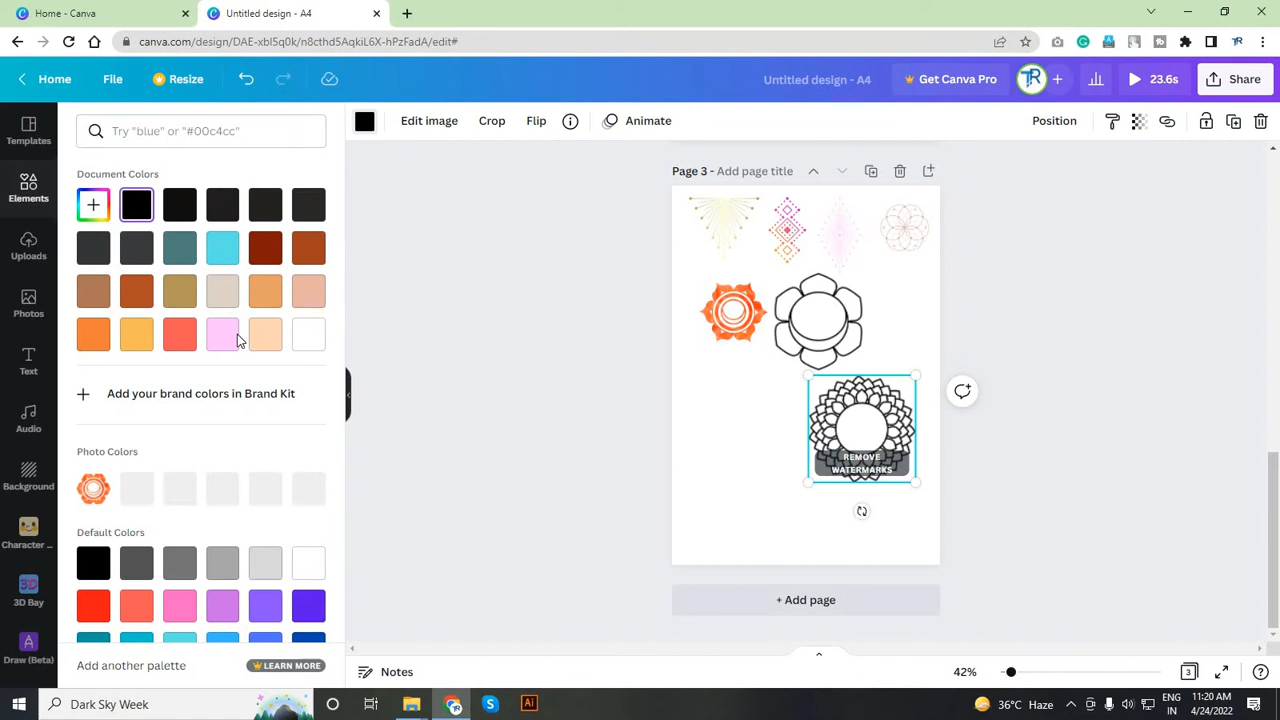 Home - Canva
Untitled design - A4
canva.com/design/DAE-xbI5q0k/n8cthd5AqkiL6X-hPzFadA/edit#
Home
File
Resize
Untitled design - A4
Get Canva Pro
23.6s
Share
Templates
Elements
Uploads
Photos
Text
Audio
Background
Character ...
3D Bay
Draw (Beta)
Try "blue" or "#00c4cc"
Document Colors
Add your brand colors in Brand Kit
Photo Colors
Default Colors
Add another palette
LEARN MORE
Edit image
Crop
Flip
Animate
Position
Page 3 - Add page title
REMOVE
WATERMARKS
+ Add page
Notes
42%
3
Dark Sky Week
Ai
36°C Haze
ENG
IN
11:20 AM
4/24/2022